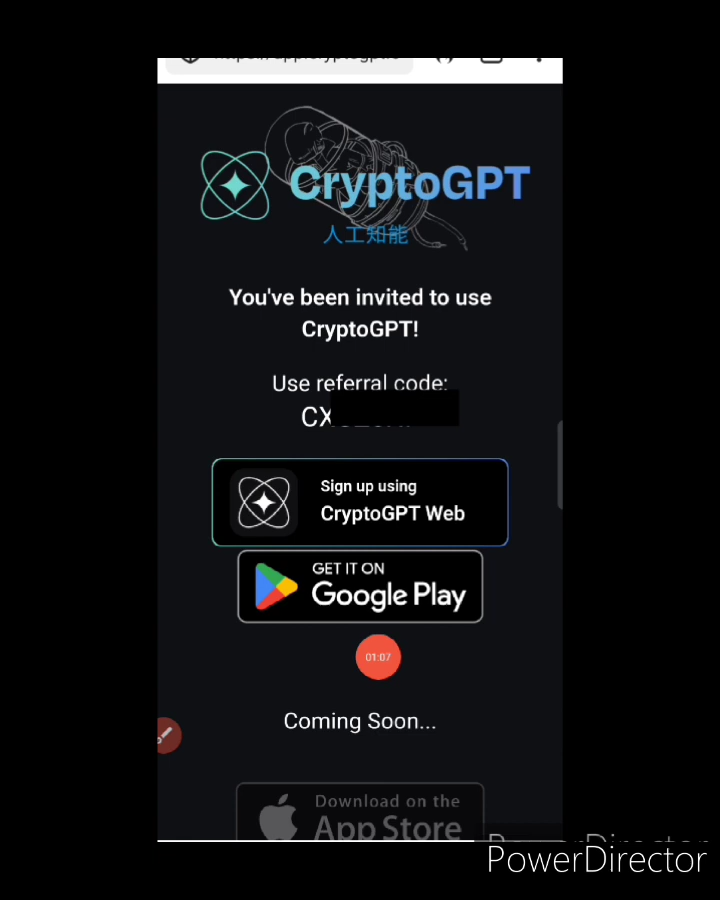 CryptoGPT
人工知能
You've been invited to use
CryptoGPT!
Use referral code:
Sign up using
CryptoGPT Web
GET IT ON
Google Play
01:07
Coming Soon...
Download on the
App Store
PowerDirector